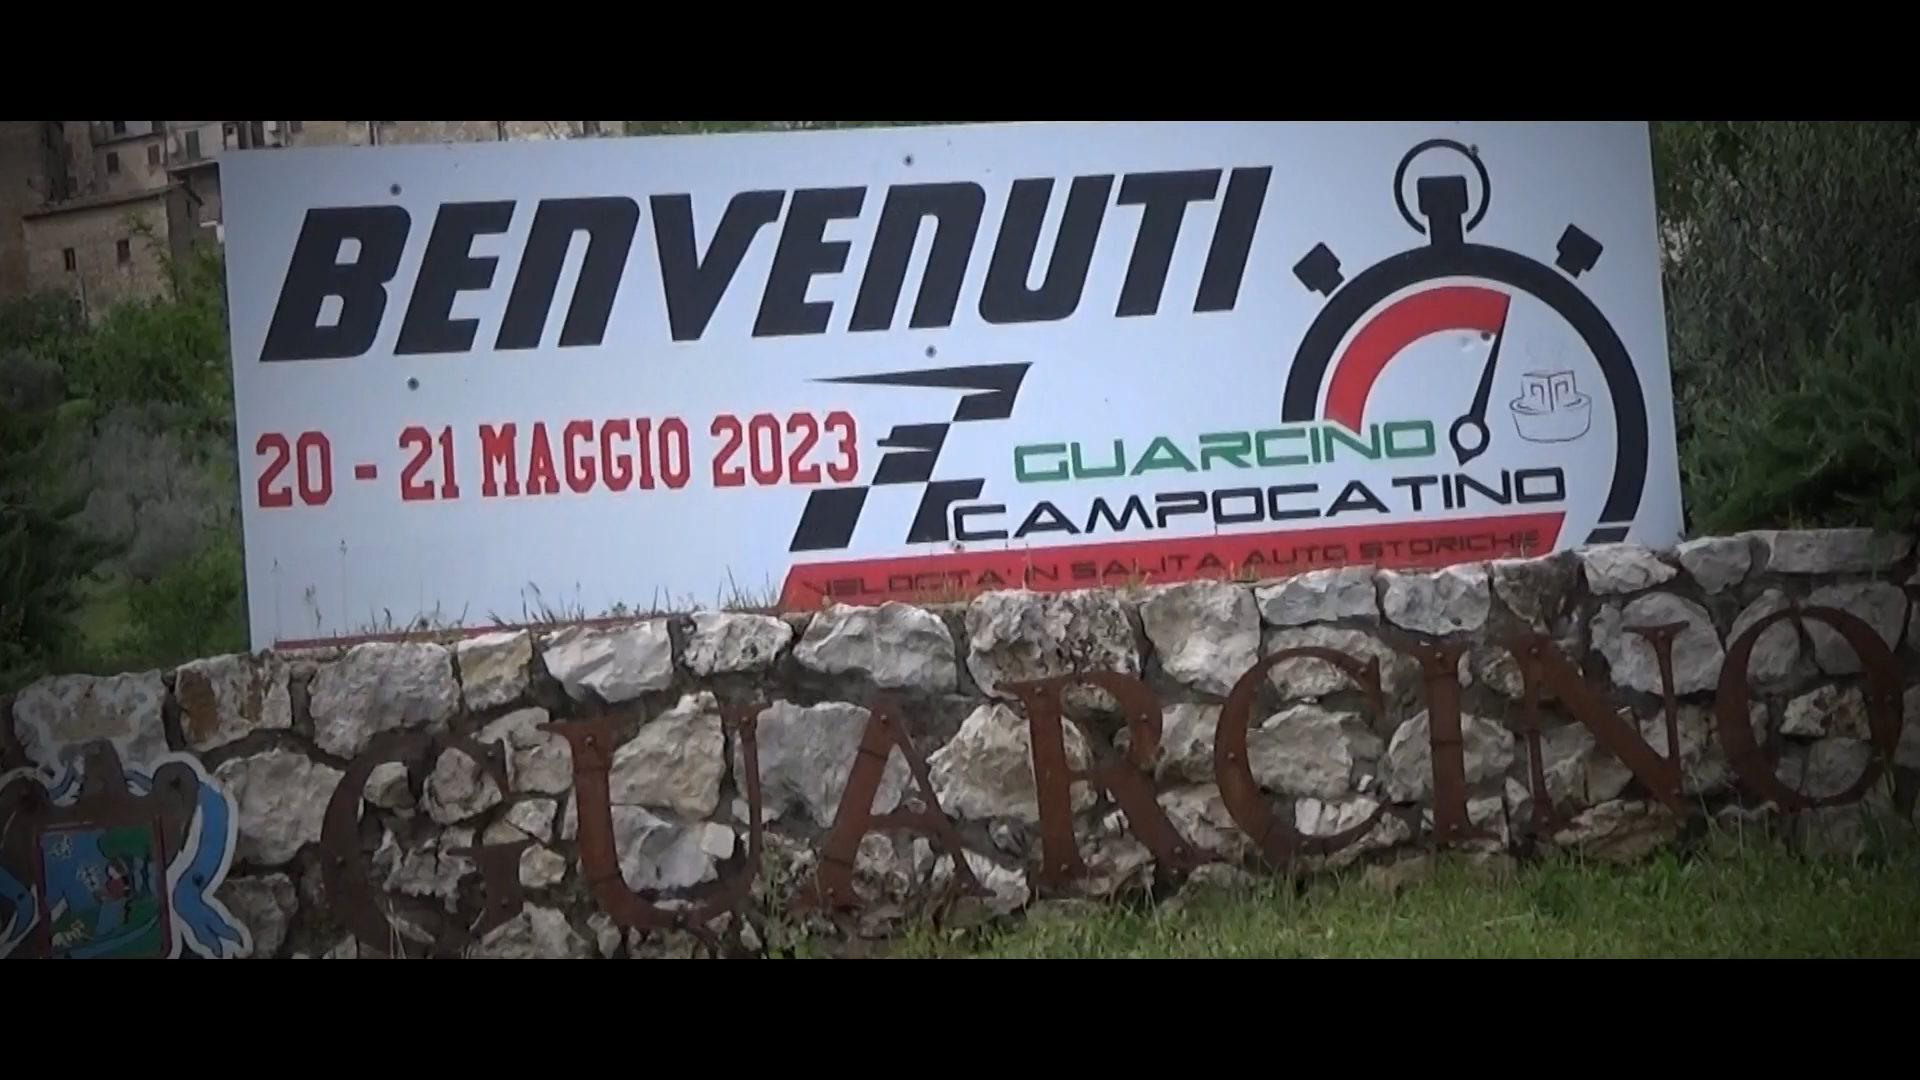 BENVENUTI
20 - 21 MAGGIO 2023
GUARCINO
CAMPOCATINO
VELOCITA' IN SALITA AUTO STORICHE
GUARCINO